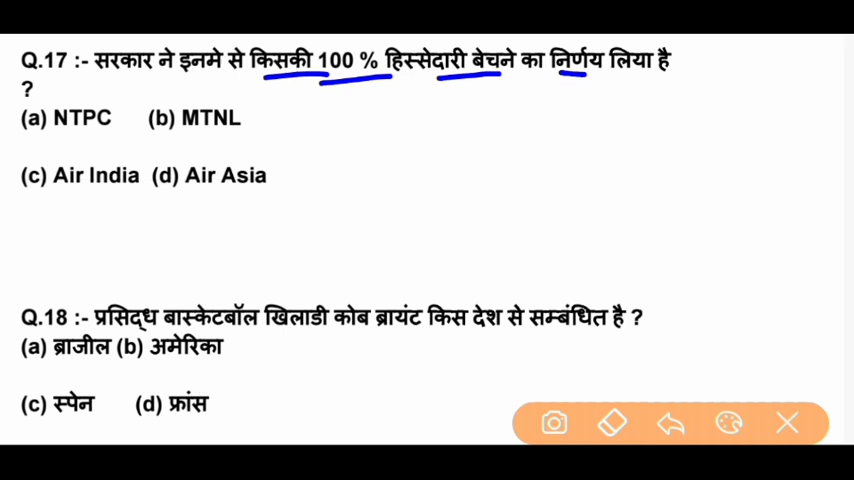 Q.17 :- सरकार ने इनमे से किसकी 100 % हिस्सेदारी बेचने का निर्णय लिया है
?
(a) NTPC (b) MTNL
(c) Air India (d) Air Asia
Q.18 :- प्रसिद्ध बास्केटबॉल खिलाडी कोब ब्रायंट किस देश से सम्बंधित है ?
(a) ब्राजील (b) अमेरिका
(c) स्पेन (d) फ्रांस